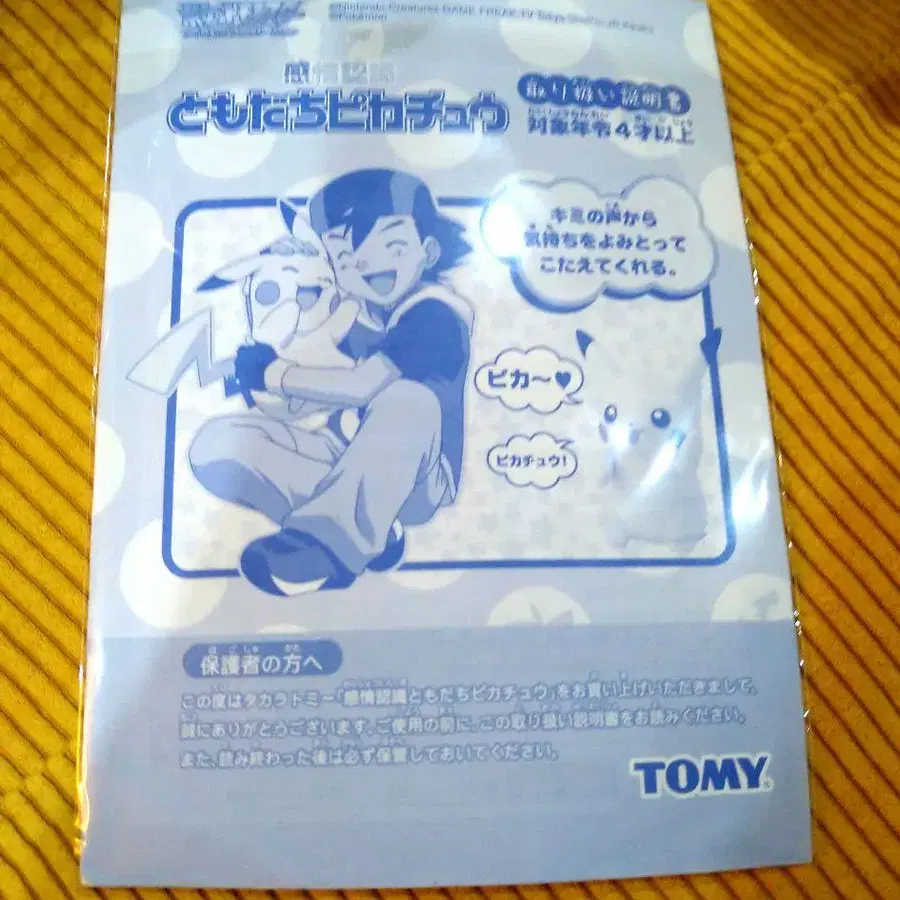 ©Pokémon
感情認識
ともだちピカチュウ
取り扱い説明書
対象年令4才以上
キミの声から
気持ちをよみとって
こたえてくれる。
ピカ〜♥
ピカチュウ!
保護者の方へ
この度はタカラトミー「感情認識ともだちピカチュウ」をお買い上げいただきまして、
誠にありがとうございます。ご使用の前に、この取り扱い説明書をお読みください。
また、読み終わった後は必ず保管しておいてください。
TOMY